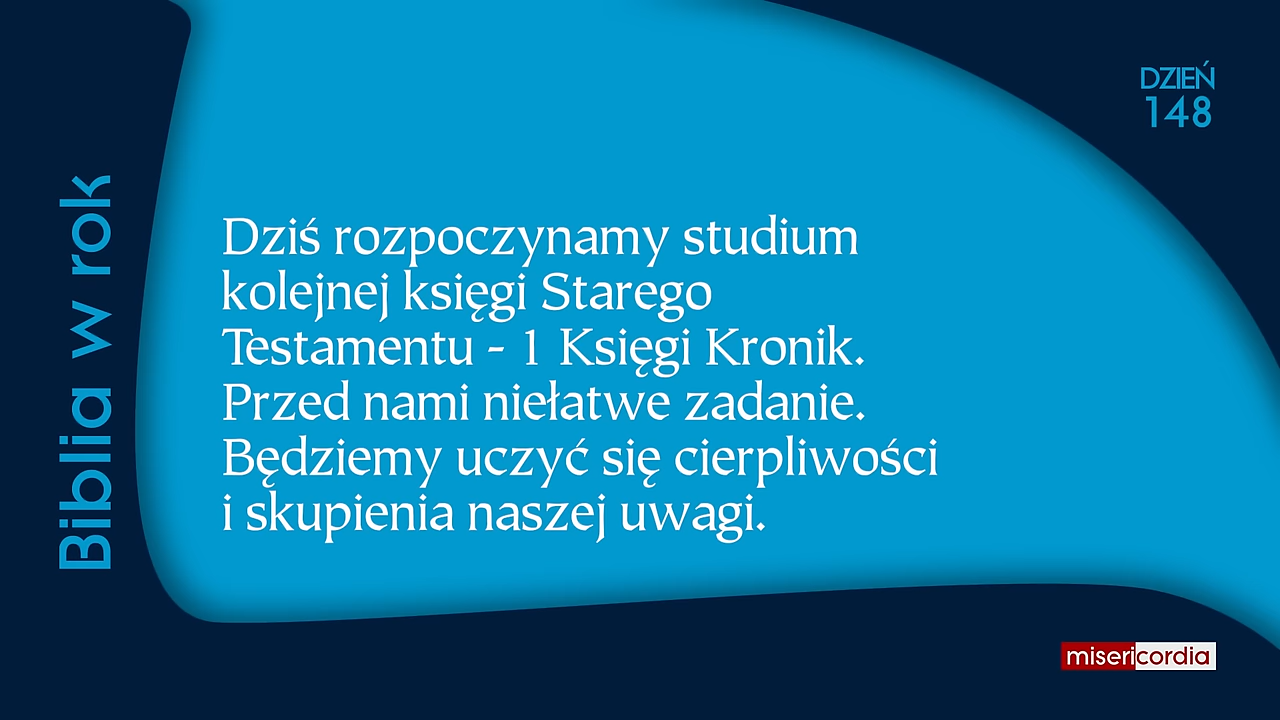 Biblia w rok
DZIEŃ
148
Dziś rozpoczynamy studium
kolejnej księgi Starego
Testamentu - 1 Księgi Kronik.
Przed nami niełatwe zadanie.
Będziemy uczyć się cierpliwości
i skupienia naszej uwagi.
misericordia